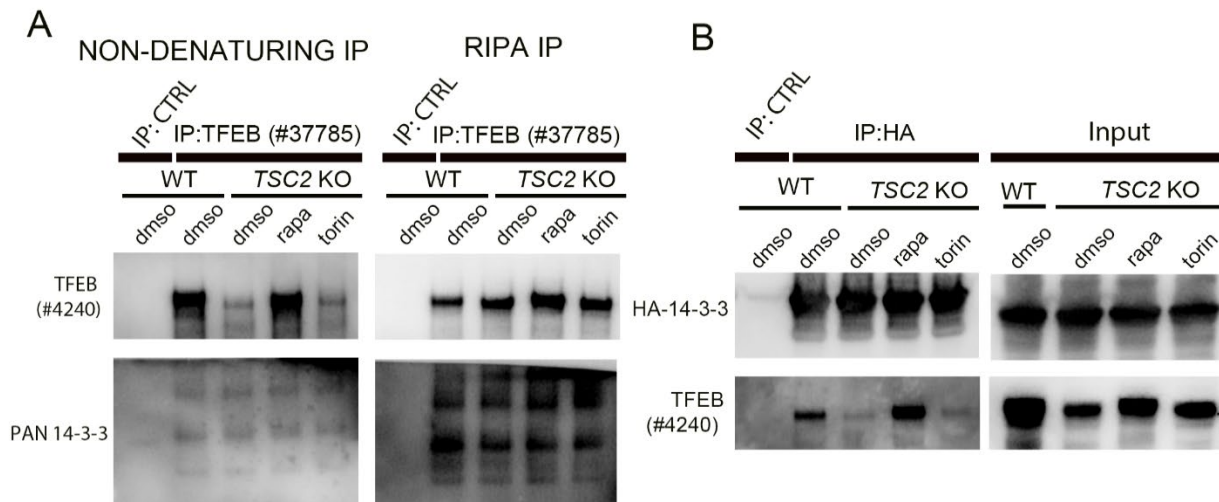 A
NON-DENATURING IP
RIPA IP
IP: CTRL
IP:TFEB (#37785)
IP: CTRL
IP:TFEB (#37785)
WT
TSC2 KO
WT
TSC2 KO
dmso
dmso
dmso
rapa
torin
dmso
dmso
dmso
rapa
torin
TFEB
(#4240)
PAN 14-3-3
B
IP: CTRL
IP:HA
Input
WT
TSC2 KO
WT
TSC2 KO
dmso
dmso
dmso
rapa
torin
dmso
dmso
rapa
torin
HA-14-3-3
TFEB
(#4240)